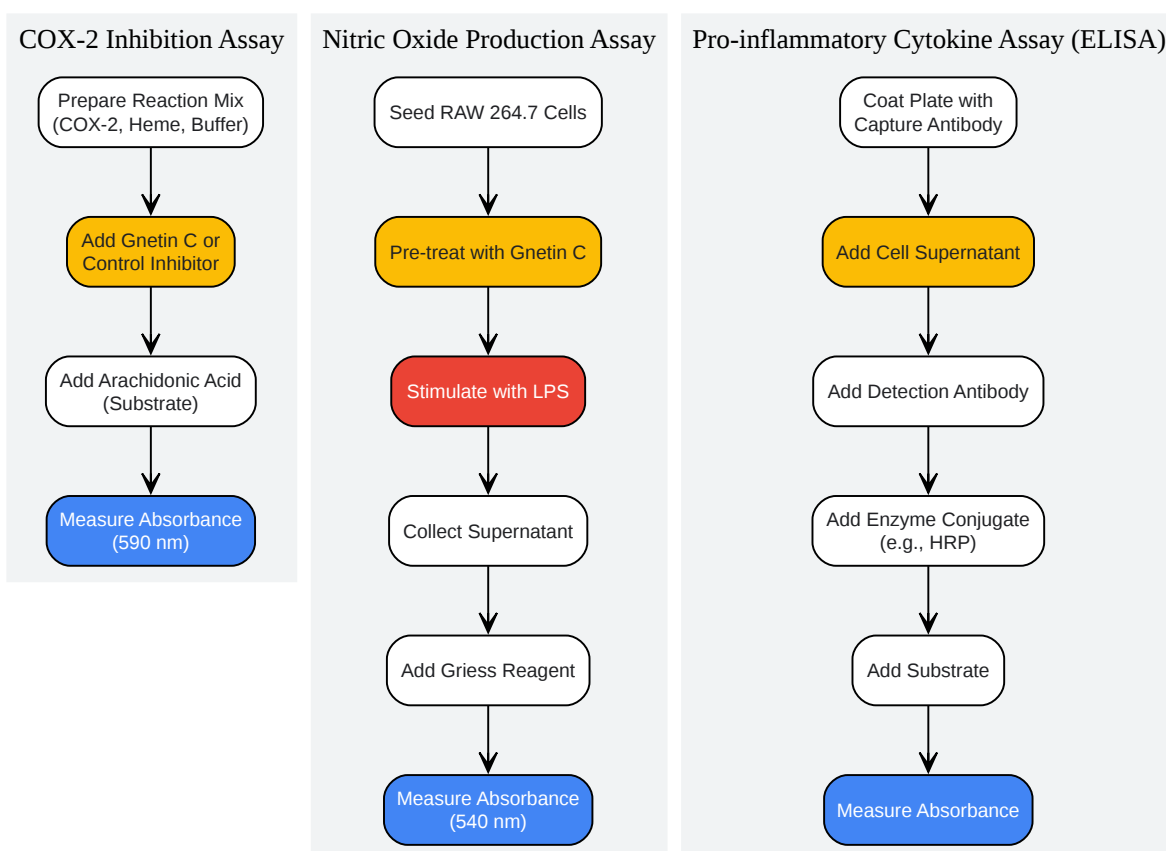 COX-2 Inhibition Assay
Prepare Reaction Mix
(COX-2, Heme, Buffer)
Add Gnetin C or
Control Inhibitor
Add Arachidonic Acid
(Substrate)
Measure Absorbance
(590 nm)
Nitric Oxide Production Assay
Seed RAW 264.7 Cells
Pre-treat with Gnetin C
Stimulate with LPS
Collect Supernatant
Add Griess Reagent
Measure Absorbance
(540 nm)
Pro-inflammatory Cytokine Assay (ELISA)
Coat Plate with
Capture Antibody
Add Cell Supernatant
Add Detection Antibody
Add Enzyme Conjugate
(e.g., HRP)
Add Substrate
Measure Absorbance